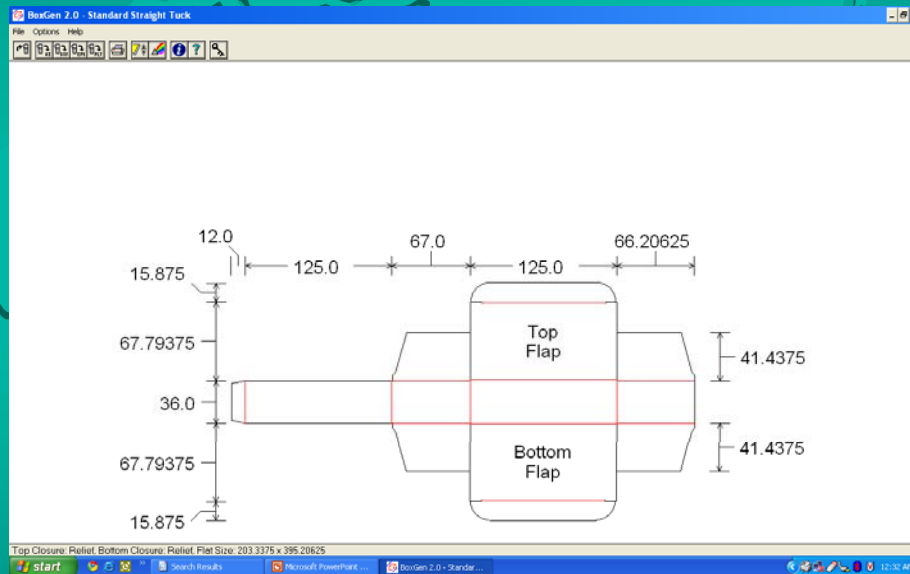 BoxGen 2.0 - Standard Straight Tuck
File Options Help
12.0
67.0
66.20625
125.0
125.0
15.875
67.79375
36.0
67.79375
15.875
Top
Flap
41.4375
Bottom
Flap
41.4375
Top Closure: Relief, Bottom Closure: Relief, Flat Size: 203.3375 x 395.20625
start
Search Results
Microsoft PowerPoint ...
BoxGen 2.0 - Standar...
12:32 AM